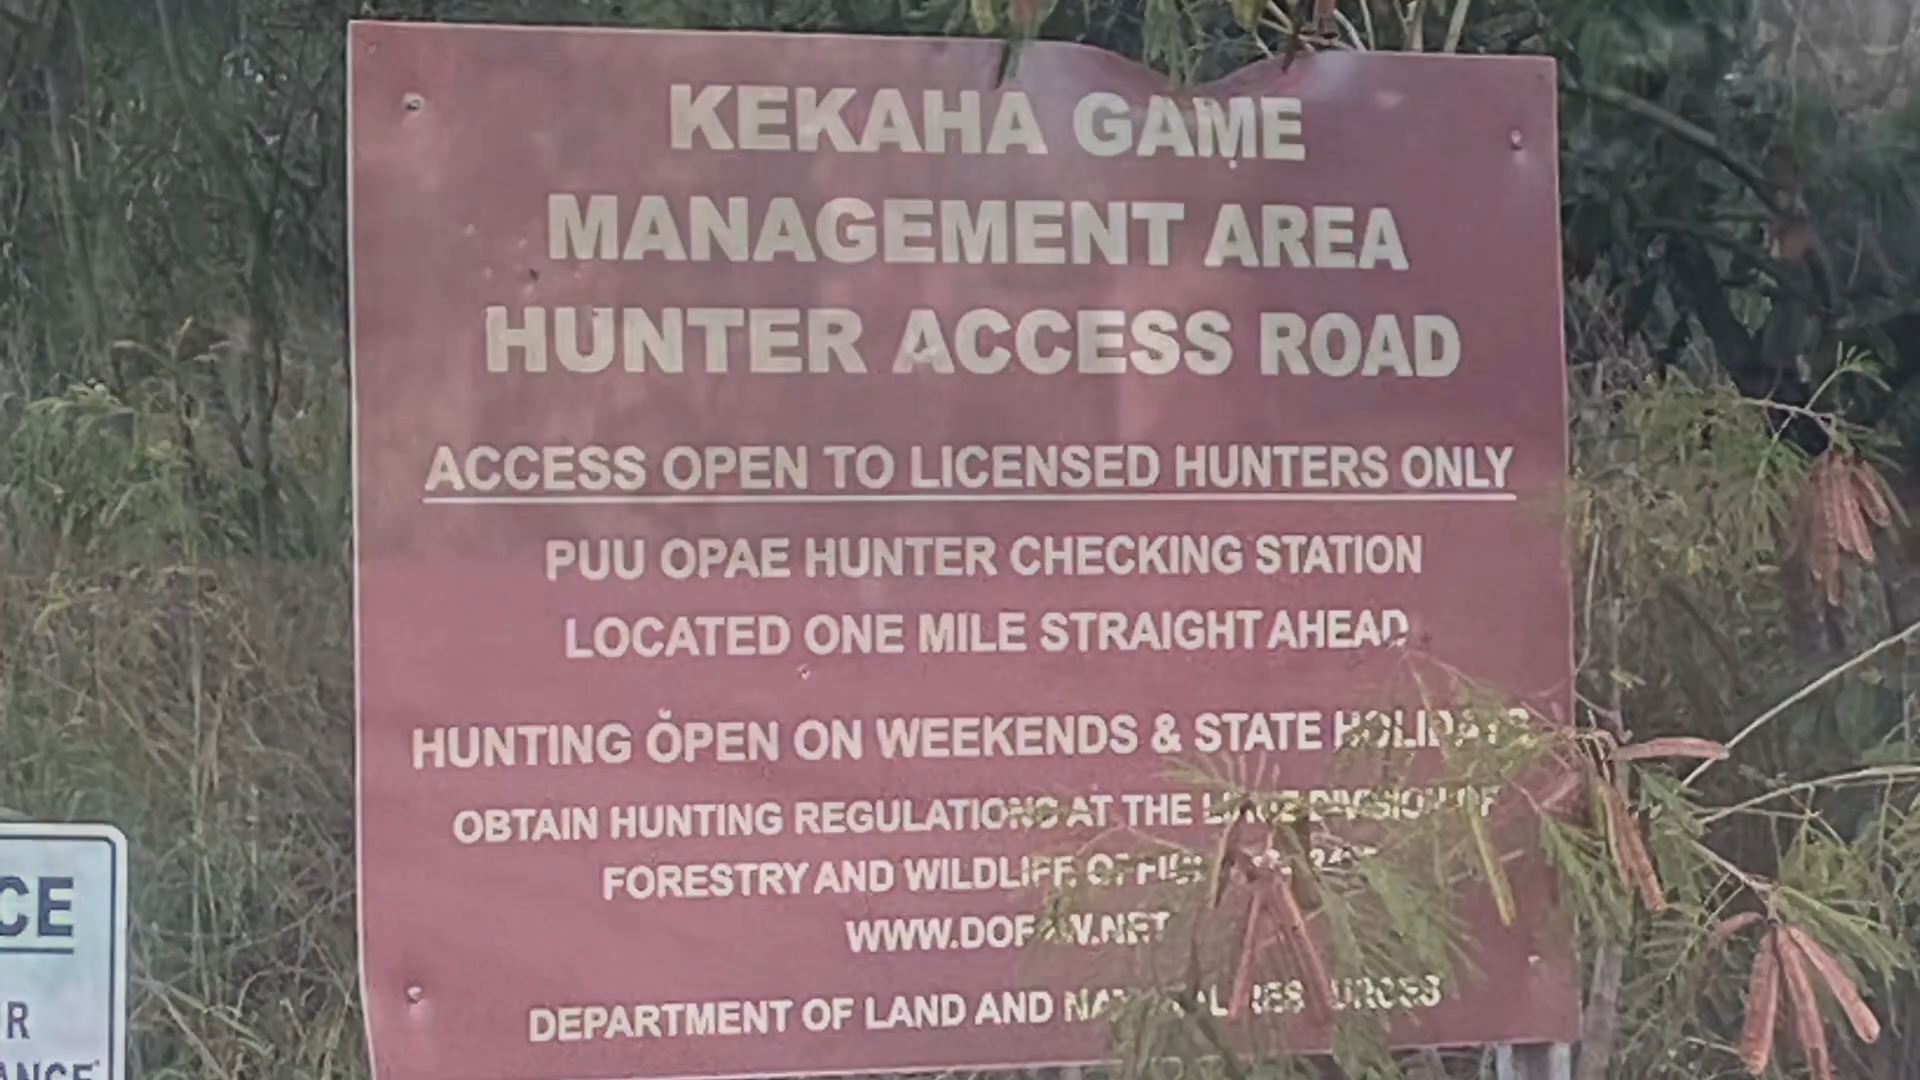 KEKAHA GAME
MANAGEMENT AREA
HUNTER ACCESS ROAD
ACCESS OPEN TO LICENSED HUNTERS ONLY
PUU OPAE HUNTER CHECKING STATION
LOCATED ONE MILE STRAIGHT AHEAD
HUNTING OPEN ON WEEKENDS & STATE HOLIDAYS
OBTAIN HUNTING REGULATIONS AT THE DIVISION OF
FORESTRY AND WILDLIFE OFFICE
WWW.DOFAW.NET
DEPARTMENT OF LAND AND NATURAL RESOURCES
CE
R
ANCE